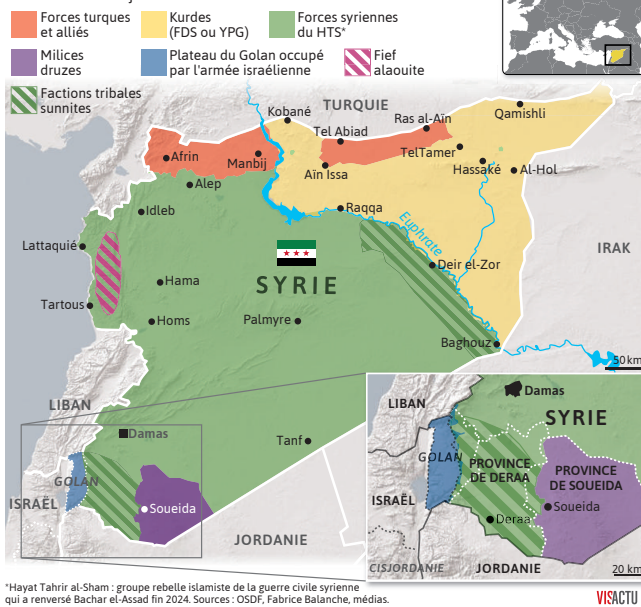 Forces turques
et alliés
Kurdes
(FDS ou YPG)
Forces syriennes
du HTS*
Milices
druzes
Plateau du Golan occupé
par l'armée israélienne
Fief
alaouite
Factions tribales
sunnites
TURQUIE
Kobané
Qamishli
Ras al-Aïn
Tel Abiad
Afrin
Manbij
TelTamer
Hassaké
Al-Hol
Aïn Issa
Alep
Idleb
Raqqa
Euphrate
Lattaquié
IRAK
Deir el-Zor
SYRIE
Hama
Tartous
Homs
Palmyre
Baghouz
50 km
LIBAN
Damas
Tanf
GOLAN
ISRAËL
Soueida
JORDANIE
Damas
LIBAN
SYRIE
GOLAN
PROVINCE
DE DERAA
PROVINCE
DE SOUEIDA
ISRAËL
Soueida
Deraa
CISJORDANIE
JORDANIE
20 km
*Hayat Tahrir al-Sham : groupe rebelle islamiste de la guerre civile syrienne
qui a renversé Bachar el-Assad fin 2024. Sources : OSDF, Fabrice Balanche, médias.
VISACTU